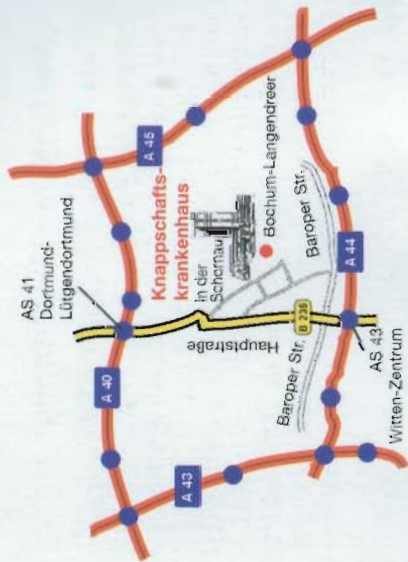 AS 41
Dortmund-
Lütgendortmund
A 40
A 45
Knappschafts-
krankenhaus
In der
Schornau
Bochum-Langendreer
Hauptstraße
A 43
B 235
Baroper Str.
Baroper Str.
A 44
AS 43
Witten-Zentrum